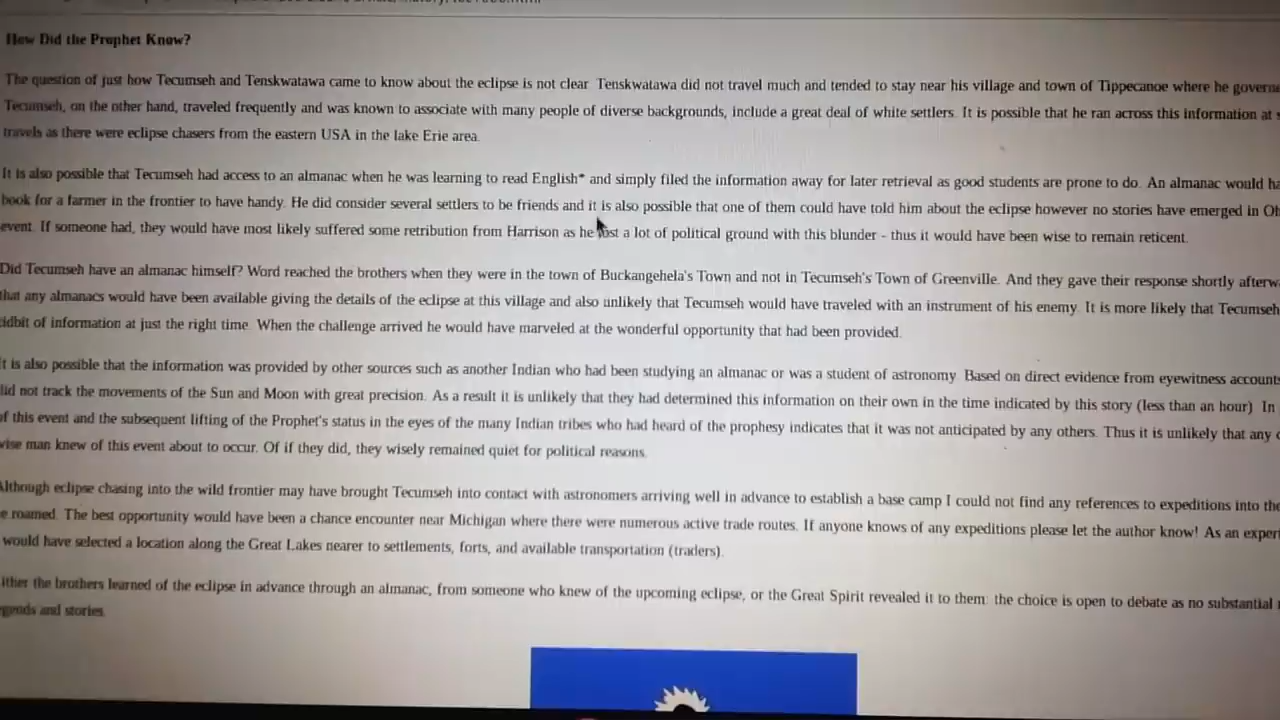 How Did the Prophet Know?
The question of just how Tecumseh and Tenskwatawa came to know about the eclipse is not clear. Tenskwatawa did not travel much and tended to stay near his village and town of Tippecanoe where he governe
Tecumseh, on the other hand, traveled frequently and was known to associate with many people of diverse backgrounds, include a great deal of white settlers. It is possible that he ran across this information at s
travels as there were eclipse chasers from the eastern USA in the lake Erie area.
It is also possible that Tecumseh had access to an almanac when he was learning to read English* and simply filed the information away for later retrieval as good students are prone to do. An almanac would ha
book for a farmer in the frontier to have handy. He did consider several settlers to be friends and it is also possible that one of them could have told him about the eclipse however no stories have emerged in Oh
event. If someone had, they would have most likely suffered some retribution from Harrison as he lost a lot of political ground with this blunder - thus it would have been wise to remain reticent.
Did Tecumseh have an almanac himself? Word reached the brothers when they were in the town of Buckangehela's Town and not in Tecumseh's Town of Greenville. And they gave their response shortly afterwa
that any almanacs would have been available giving the details of the eclipse at this village and also unlikely that Tecumseh would have traveled with an instrument of his enemy. It is more likely that Tecumseh
tidbit of information at just the right time. When the challenge arrived he would have marveled at the wonderful opportunity that had been provided.
It is also possible that the information was provided by other sources such as another Indian who had been studying an almanac or was a student of astronomy. Based on direct evidence from eyewitness accounts
did not track the movements of the Sun and Moon with great precision. As a result it is unlikely that they had determined this information on their own in the time indicated by this story (less than an hour) In
of this event and the subsequent lifting of the Prophet's status in the eyes of the many Indian tribes who had heard of the prophesy indicates that it was not anticipated by any others. Thus it is unlikely that any o
wise man knew of this event about to occur. Of if they did, they wisely remained quiet for political reasons.
Although eclipse chasing into the wild frontier may have brought Tecumseh into contact with astronomers arriving well in advance to establish a base camp I could not find any references to expeditions into the
e roamed. The best opportunity would have been a chance encounter near Michigan where there were numerous active trade routes. If anyone knows of any expeditions please let the author know! As an exper
would have selected a location along the Great Lakes nearer to settlements, forts, and available transportation (traders).
ither the brothers learned of the eclipse in advance through an almanac, from someone who knew of the upcoming eclipse, or the Great Spirit revealed it to them: the choice is open to debate as no substantial
gends and stories.